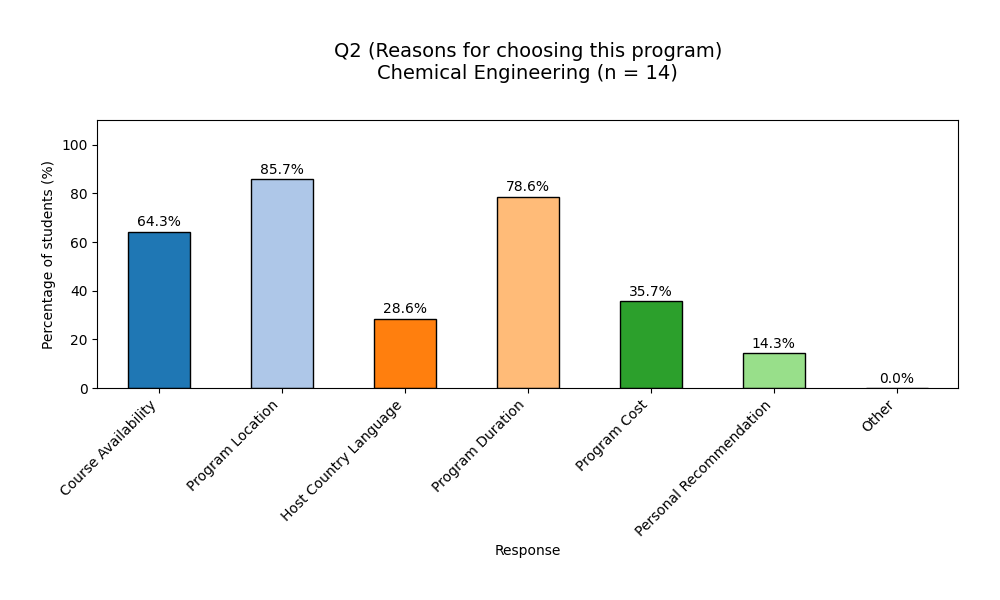 Q2 (Reasons for choosing this program)
Chemical Engineering (n = 14)
Percentage of students (%)
100
80
60
40
20
0
64.3%
85.7%
28.6%
78.6%
35.7%
14.3%
0.0%
Course Availability
Program Location
Host Country Language
Program Duration
Program Cost
Personal Recommendation
Other
Response